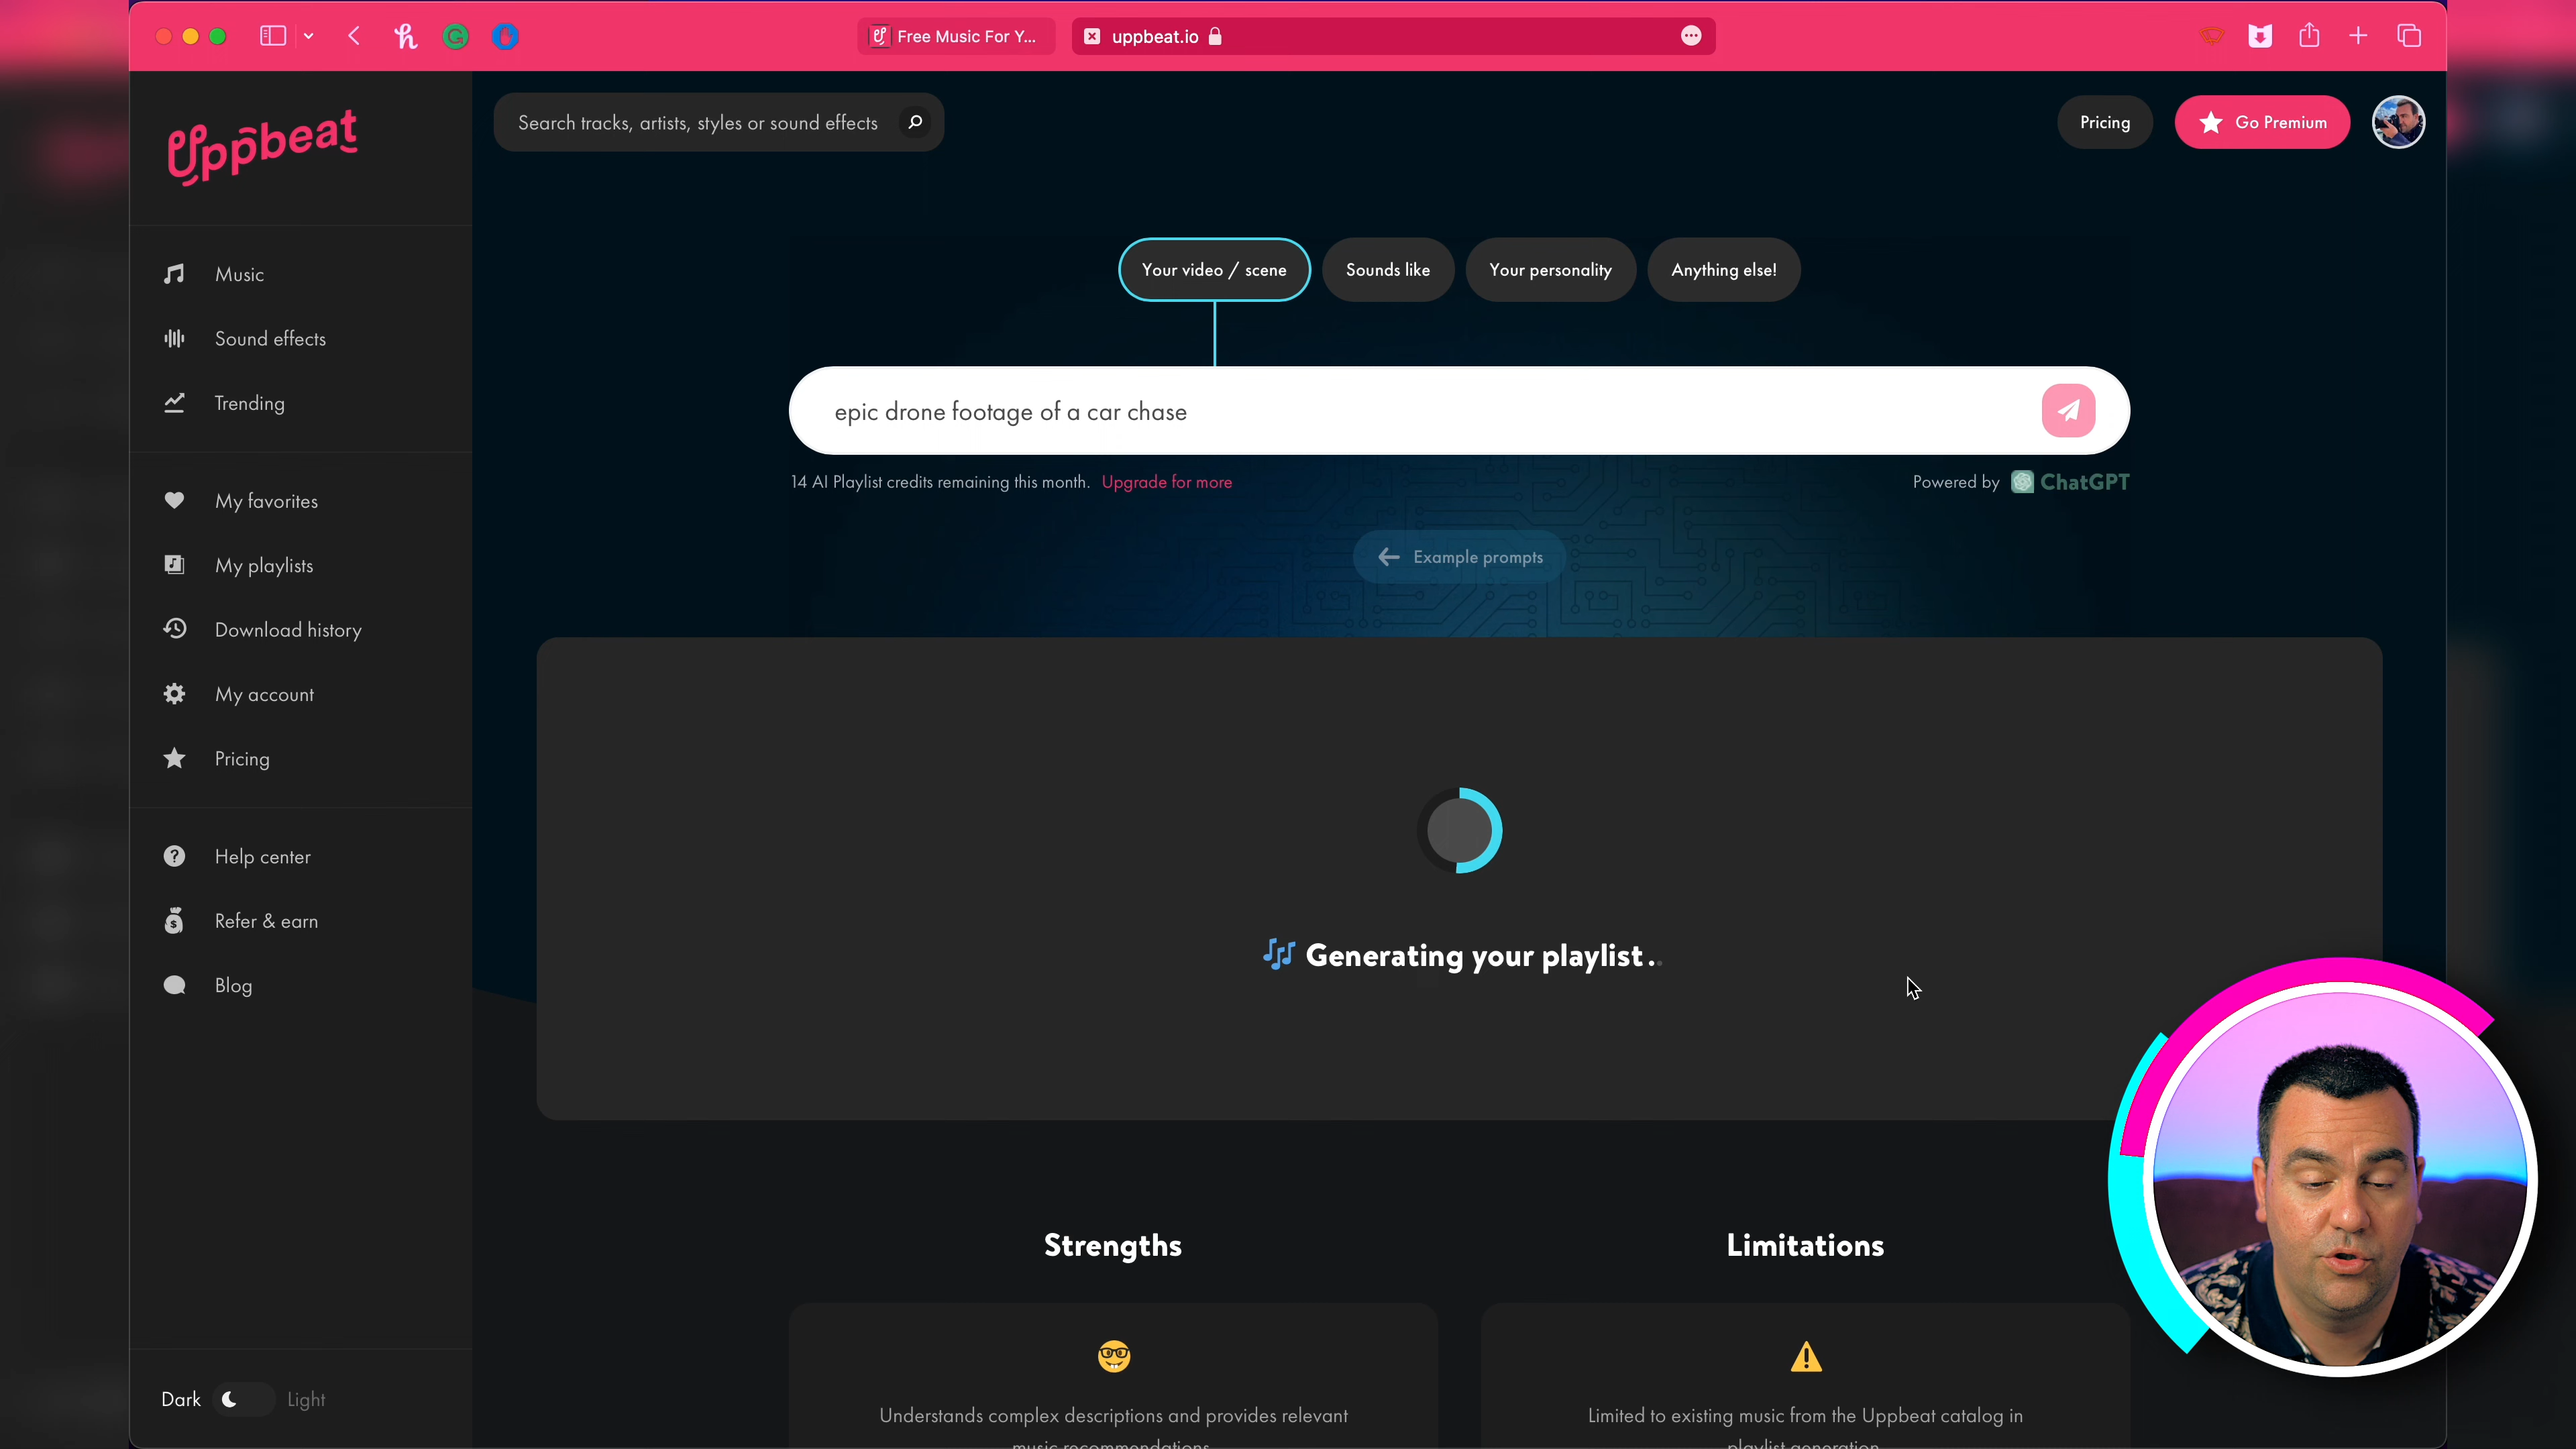 Free Music For Y...
uppbeat.io
Uppbeat
Search tracks, artists, styles or sound effects
Pricing
Go Premium
Music
Sound effects
Trending
My favorites
My playlists
Download history
My account
Pricing
Help center
Refer & earn
Blog
Dark
Light
Your video / scene
Sounds like
Your personality
Anything else!
epic drone footage of a car chase
14 AI Playlist credits remaining this month. Upgrade for more
Powered by ChatGPT
Example prompts
Generating your playlist..
Strengths
Limitations
Understands complex descriptions and provides relevant
music recommendations
Limited to existing music from the Uppbeat catalog in
playlist generation